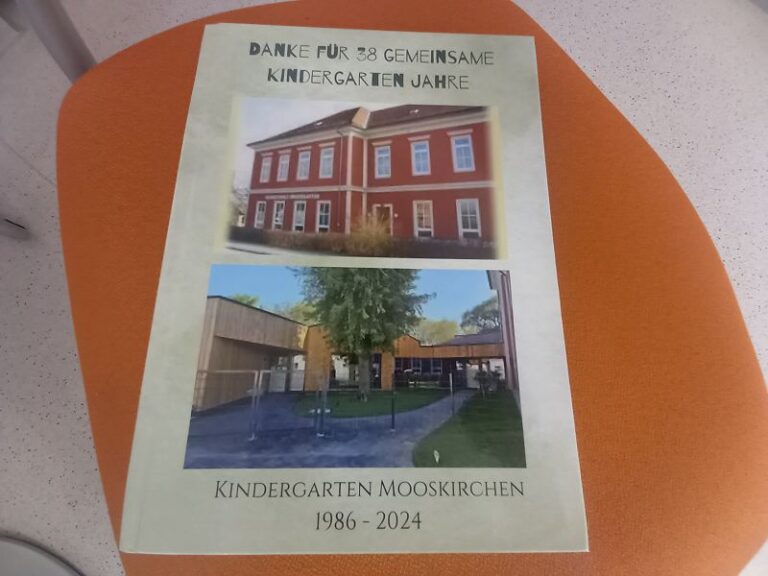 DANKE FÜR 38 GEMEINSAME
KINDERGARTEN JAHRE
KINDERGARTEN MOOSKIRCHEN
1986 - 2024